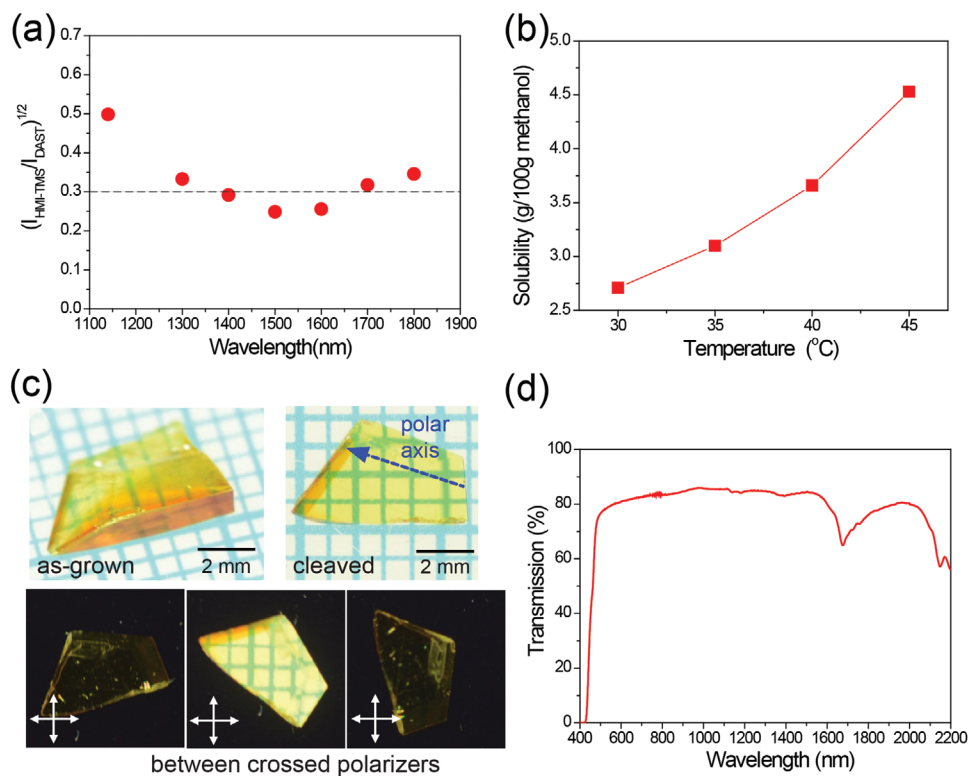 (a)
(I_HMI-TMS/I_DAST)^1/2
0.7
0.6
0.5
0.4
0.3
0.2
0.1
0.0
1100 1200 1300 1400 1500 1600 1700 1800 1900
Wavelength(nm)
(b)
Solubility (g/100g methanol)
5.0
4.5
4.0
3.5
3.0
2.5
30 35 40 45
Temperature (°C)
(c)
as-grown
2 mm
polar
axis
cleaved
2 mm
between crossed polarizers
(d)
Transmission (%)
100
80
60
40
20
0
400 600 800 1000 1200 1400 1600 1800 2000 2200
Wavelength (nm)